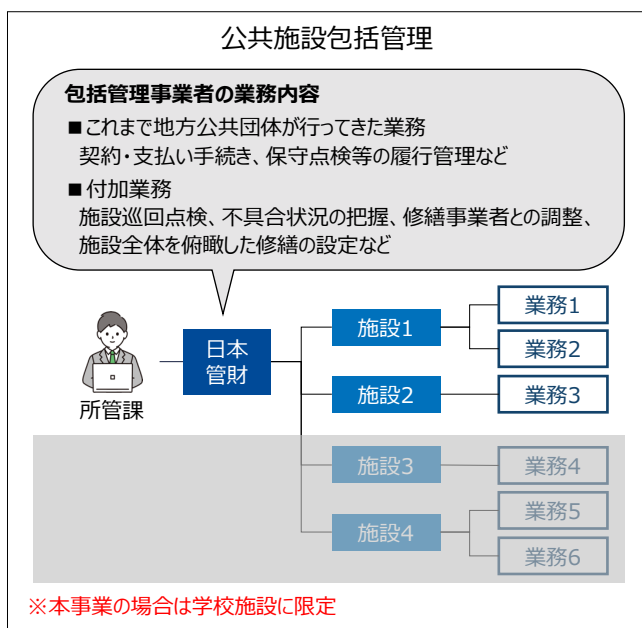 公共施設包括管理
包括管理事業者の業務内容
■これまで地方公共団体が行ってきた業務
契約・支払い手続き、保守点検等の履行管理など
■付加業務
施設巡回点検、不具合状況の把握、修繕事業者との調整、
施設全体を俯瞰した修繕の設定など
所管課
日本
管財
施設1
業務1
業務2
施設2
業務3
施設3
業務4
施設4
業務5
業務6
※本事業の場合は学校施設に限定